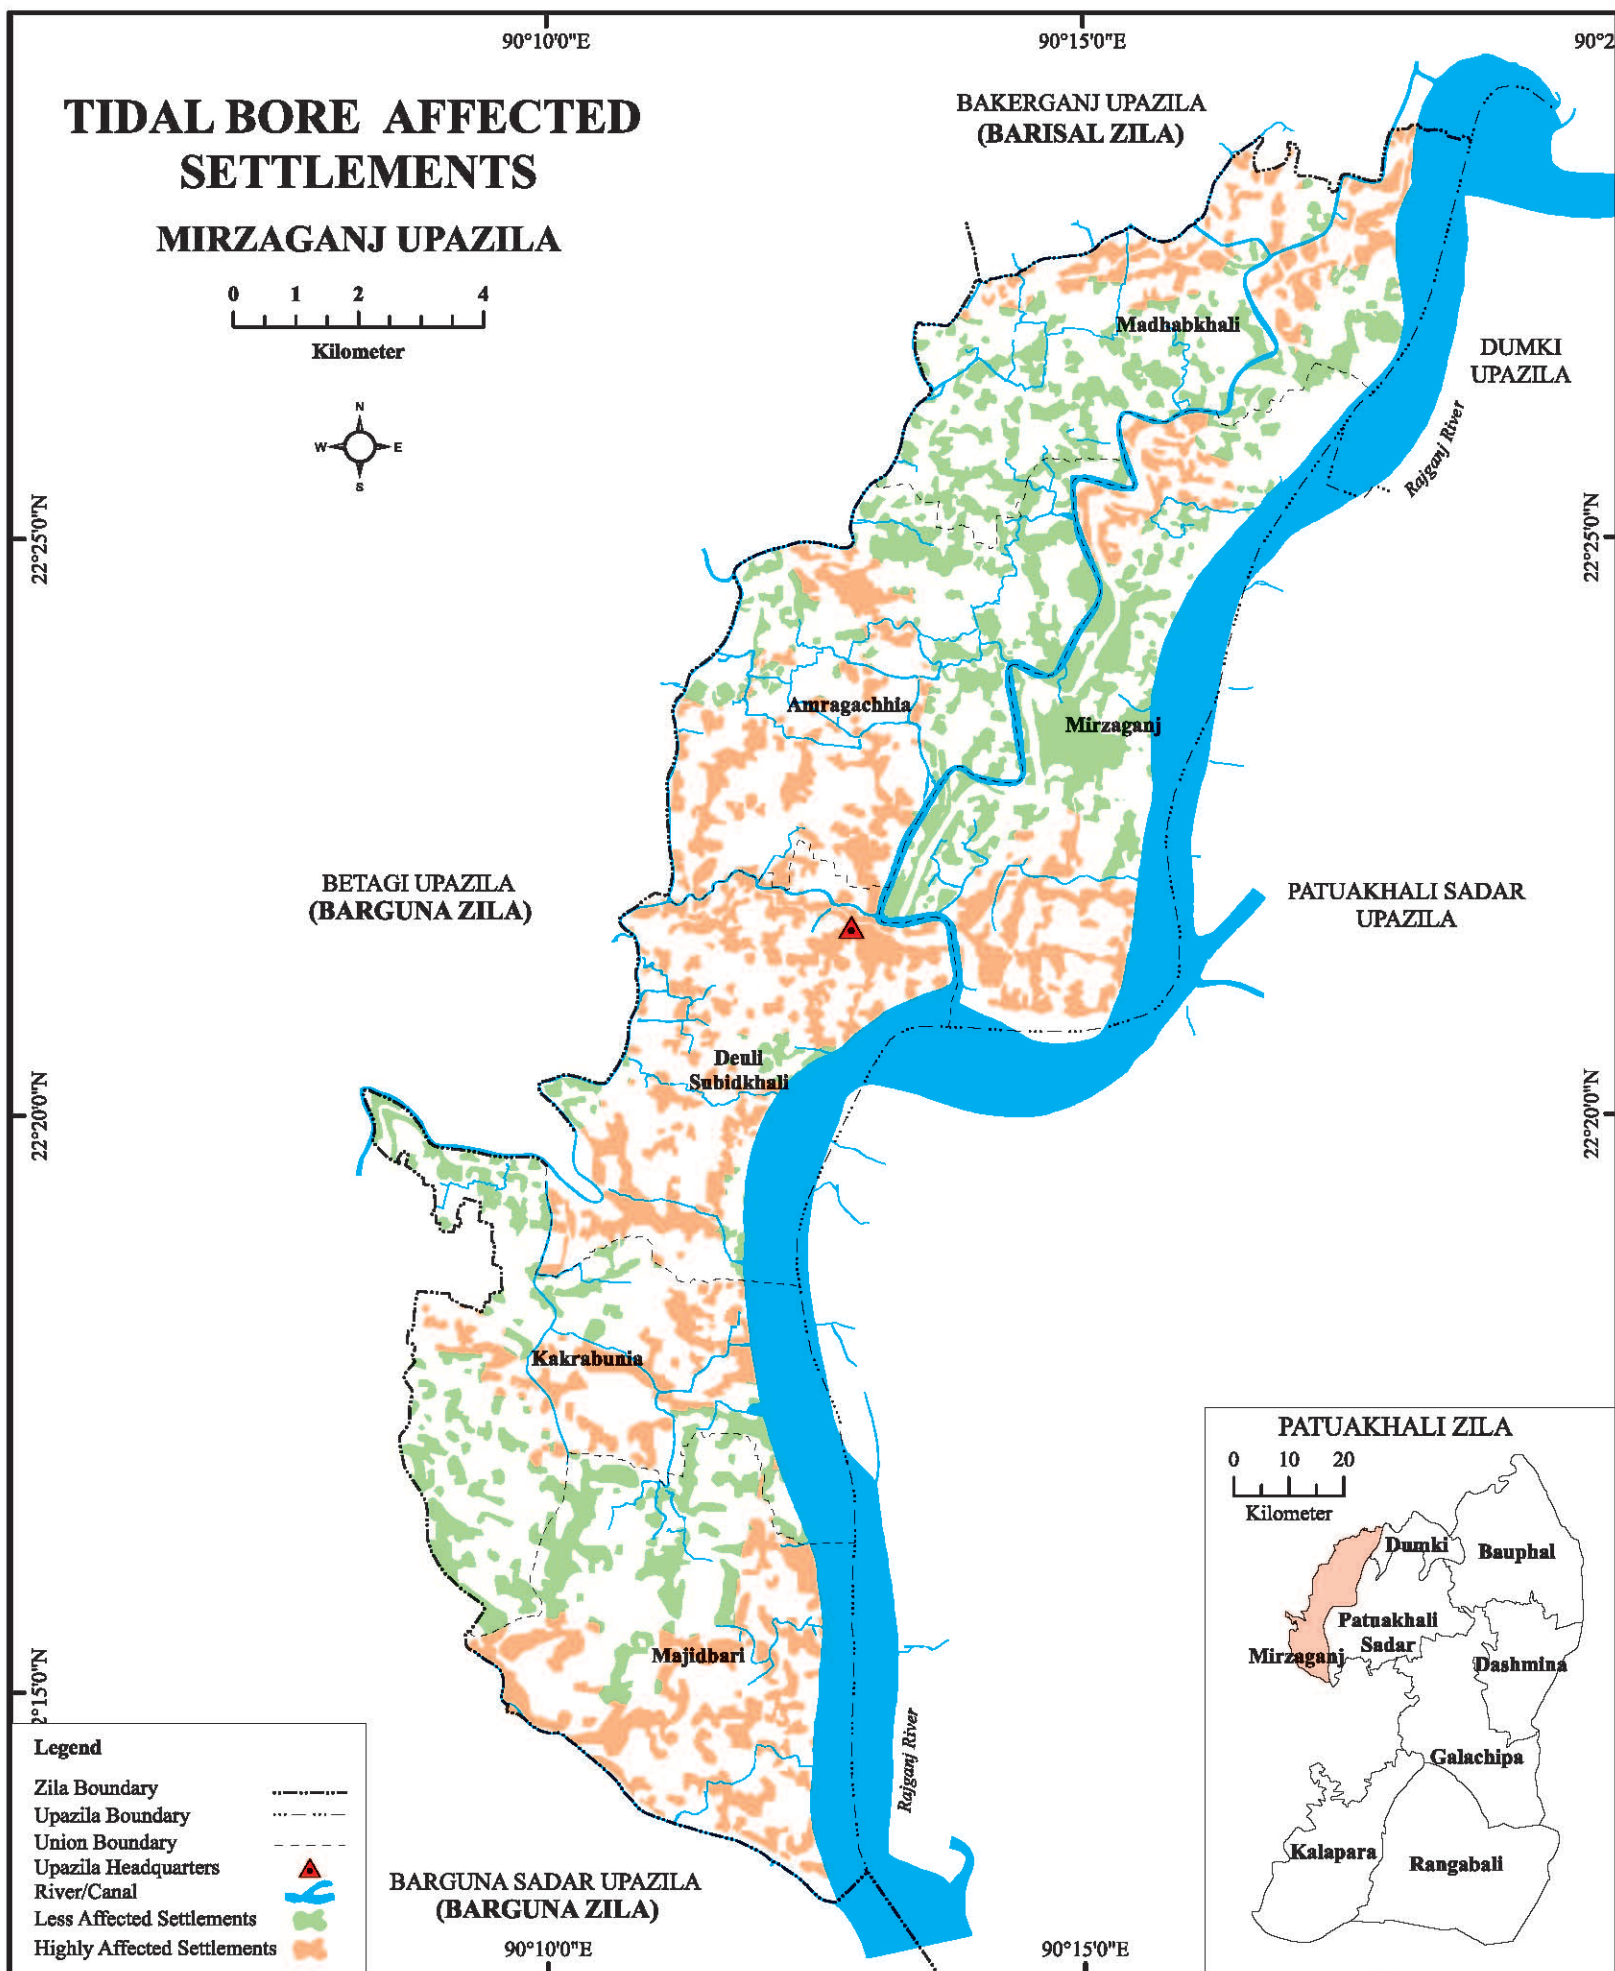 90°10'0"E
90°15'0"E
90°2
TIDAL BORE AFFECTED
SETTLEMENTS
MIRZAGANJ UPAZILA
0 1 2 4
Kilometer
N
W E
S
BAKERGANJ UPAZILA
(BARISAL ZILA)
Madhabkhali
DUMKI
UPAZILA
Rajganj River
22°25'0"N
22°25'0"N
Amragachhia
Mirzaganj
BETAGI UPAZILA
(BARGUNA ZILA)
PATUAKHALI SADAR
UPAZILA
Deuli
Subidkhali
22°20'0"N
22°20'0"N
Kakrabunia
Majidbari
2°15'0"N
Rajganj River
BARGUNA SADAR UPAZILA
(BARGUNA ZILA)
90°10'0"E
90°15'0"E
Legend
Zila Boundary
Upazila Boundary
Union Boundary
Upazila Headquarters
River/Canal
Less Affected Settlements
Highly Affected Settlements
PATUAKHALI ZILA
0 10 20
Kilometer
Dumki
Bauphal
Patuakhali
Sadar
Mirzaganj
Dashmina
Galachipa
Kalapara
Rangabali